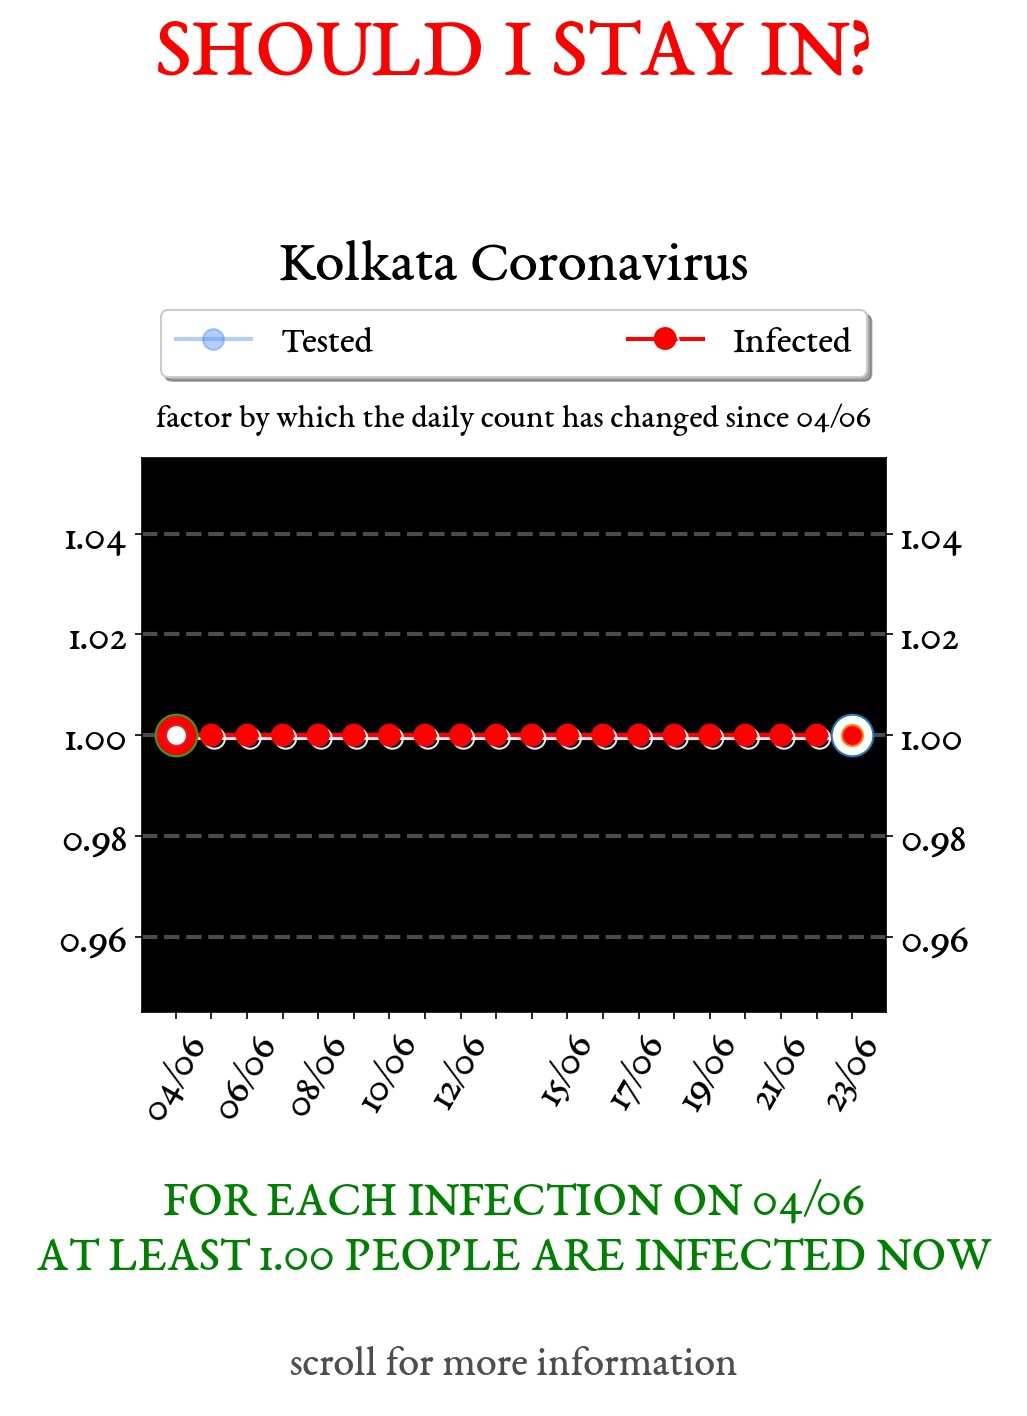 SHOULD I STAY IN?
Kolkata Coronavirus
Tested Infected
factor by which the daily count has changed since 04/06
1.04 1.04
1.02 1.02
1.00 1.00
0.98 0.98
0.96 0.96
04/06 06/06 08/06 10/06 12/06 15/06 17/06 19/06 21/06 23/06
FOR EACH INFECTION ON 04/06
AT LEAST 1.00 PEOPLE ARE INFECTED NOW
scroll for more information